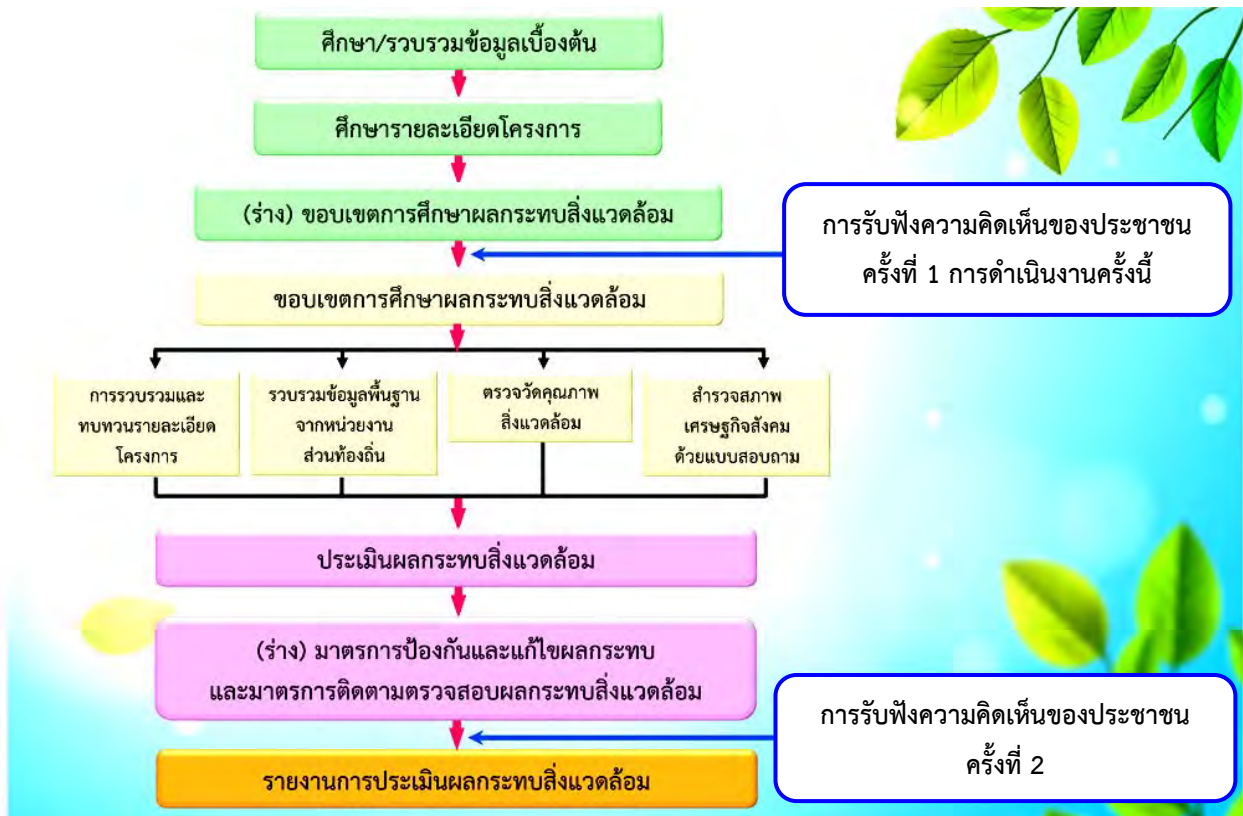 ศึกษา/รวบรวมข้อมูลเบื้องต้น
ศึกษารายละเอียดโครงการ
(ร่าง) ขอบเขตการศึกษาผลกระทบสิ่งแวดล้อม
การรับฟังความคิดเห็นของประชาชน
ครั้งที่ 1 การดำเนินงานครั้งนี้
ขอบเขตการศึกษาผลกระทบสิ่งแวดล้อม
การรวบรวมและ
ทบทวนรายละเอียด
โครงการ
รวบรวมข้อมูลพื้นฐาน
จากหน่วยงาน
ส่วนท้องถิ่น
ตรวจวัดคุณภาพ
สิ่งแวดล้อม
สำรวจสภาพ
เศรษฐกิจสังคม
ด้วยแบบสอบถาม
ประเมินผลกระทบสิ่งแวดล้อม
(ร่าง) มาตรการป้องกันและแก้ไขผลกระทบ
และมาตรการติดตามตรวจสอบผลกระทบสิ่งแวดล้อม
การรับฟังความคิดเห็นของประชาชน
ครั้งที่ 2
รายงานการประเมินผลกระทบสิ่งแวดล้อม